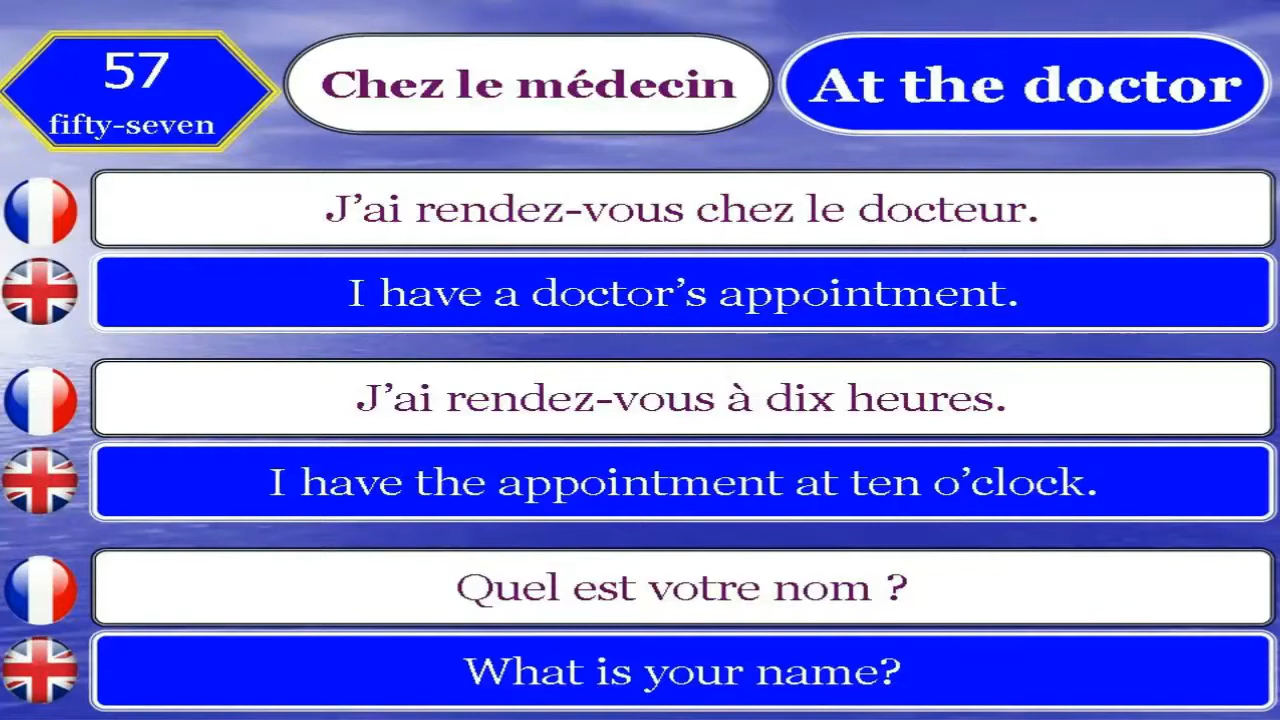 57
fifty-seven
Chez le médecin
At the doctor
J’ai rendez-vous chez le docteur.
I have a doctor’s appointment.
J’ai rendez-vous à dix heures.
I have the appointment at ten o’clock.
Quel est votre nom ?
What is your name?